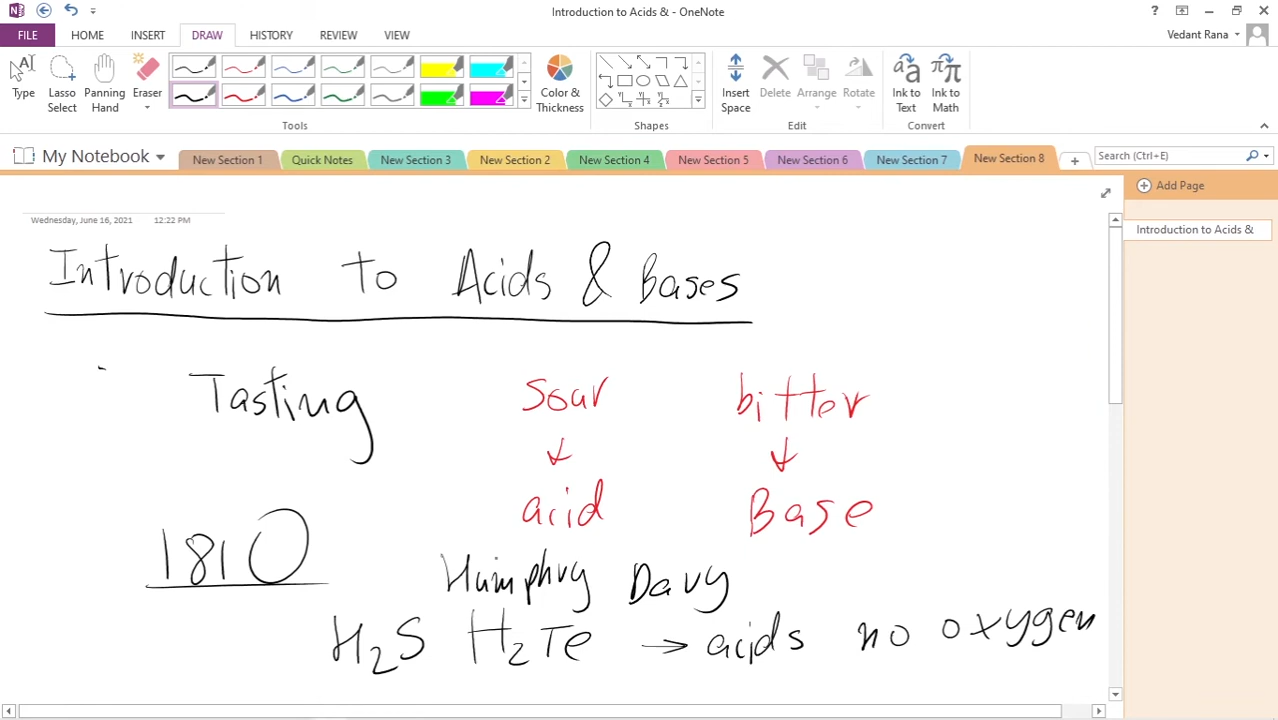 Introduction to Acids & - OneNote
?
FILE HOME INSERT DRAW HISTORY REVIEW VIEW
Vedant Rana
Type Lasso Select Panning Hand Eraser
Color & Thickness
Insert Space Delete Arrange Rotate
Ink to Text Ink to Math
Tools Shapes Edit Convert
My Notebook New Section 1 Quick Notes New Section 3 New Section 2 New Section 4 New Section 5 New Section 6 New Section 7 New Section 8
Search (Ctrl+E)
Add Page
Introduction to Acids &
Wednesday, June 16, 2021 12:22 PM
Introduction to Acids & Bases
Tasting sour bitter
acid Base
1810 Humphry Davy
H2S H2Te → acids no oxygen